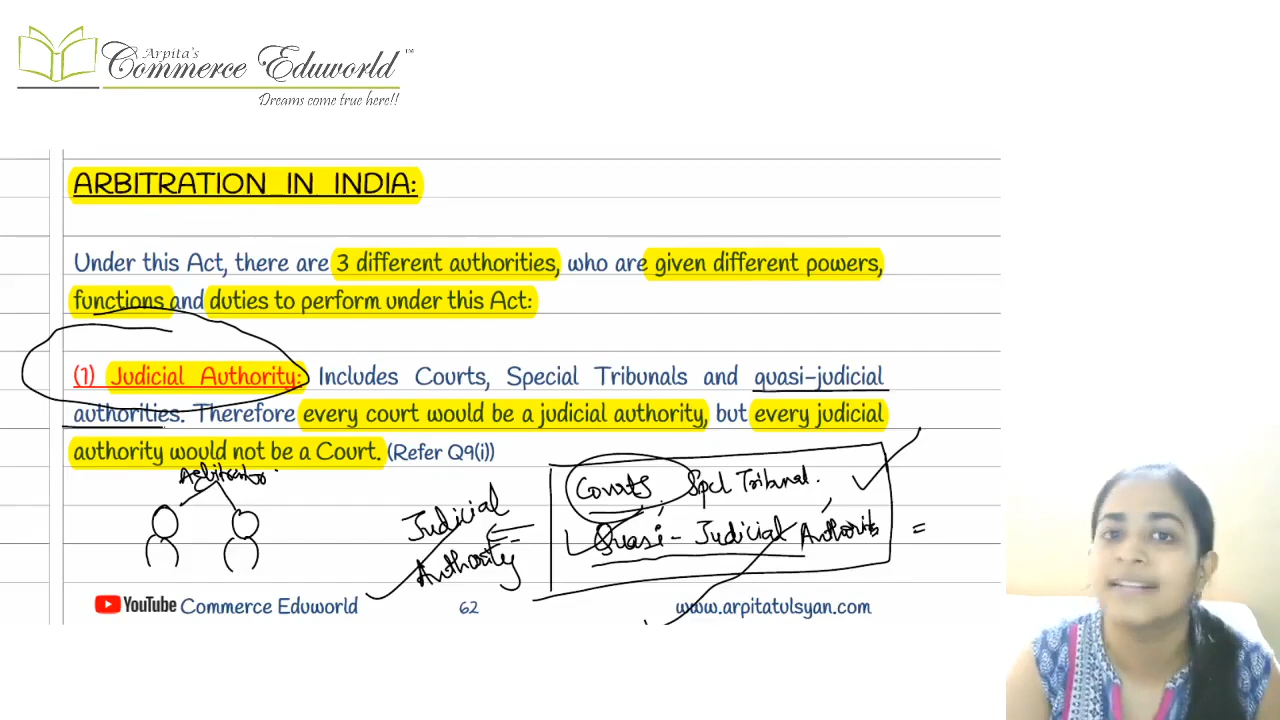 Arpita's
Commerce Eduworld™
Dreams come true here!!
ARBITRATION IN INDIA:
Under this Act, there are 3 different authorities, who are given different powers,
functions and duties to perform under this Act:
(1) Judicial Authority: Includes Courts, Special Tribunals and quasi-judicial
authorities. Therefore every court would be a judicial authority, but every judicial
authority would not be a Court. (Refer Q9(i))
Arbitrator
Judicial
Authority
Courts, Spcl Tribunal.
Quasi-Judicial Authorits =
YouTube Commerce Eduworld
62
www.arpitatulsyan.com